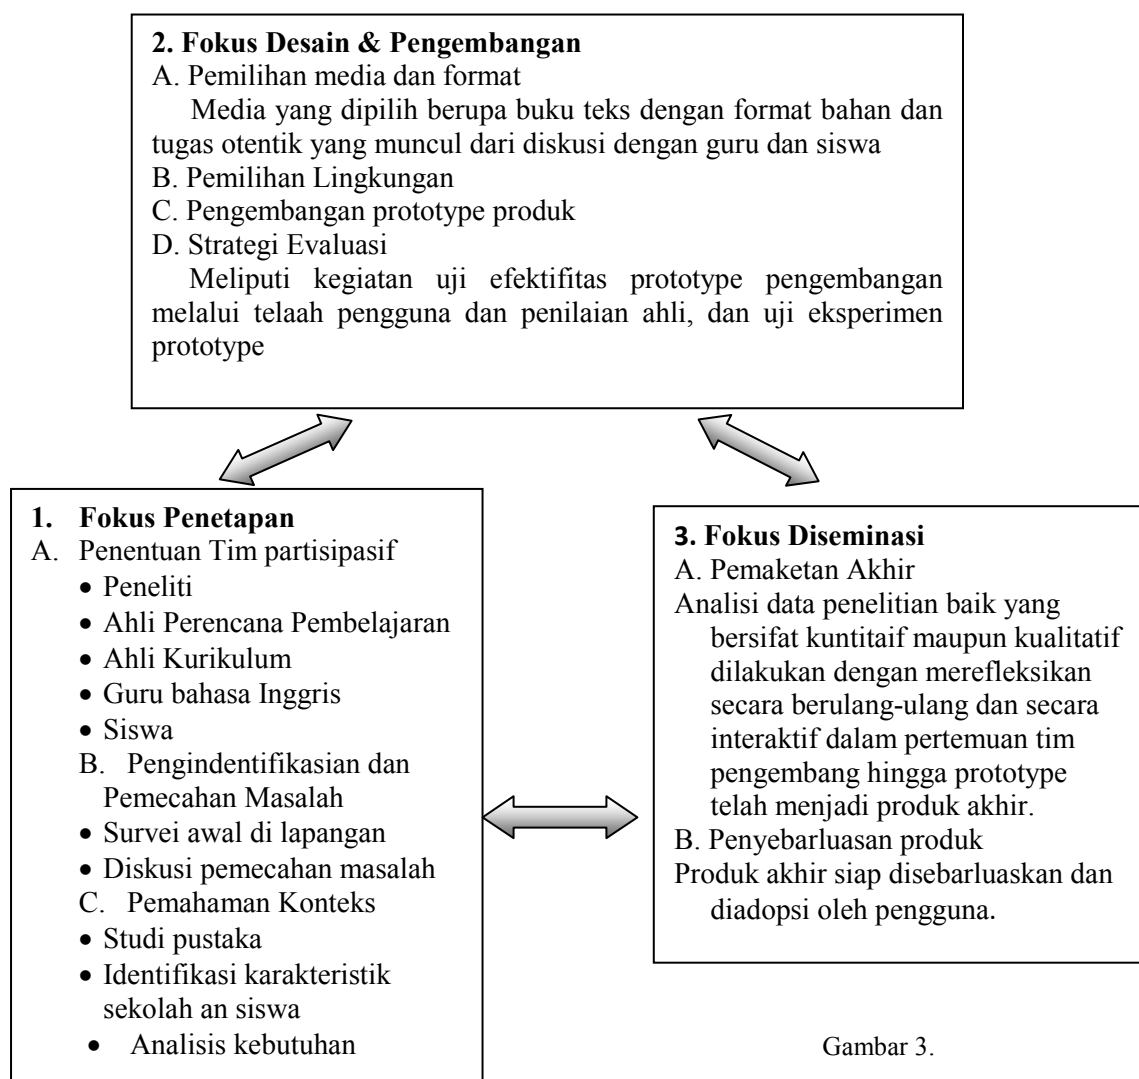 2. Fokus Desain & Pengembangan
A. Pemilihan media dan format
Media yang dipilih berupa buku teks dengan format bahan dan
tugas otentik yang muncul dari diskusi dengan guru dan siswa
B. Pemilihan Lingkungan
C. Pengembangan prototype produk
D. Strategi Evaluasi
Meliputi kegiatan uji efektifitas prototype pengembangan
melalui telaah pengguna dan penilaian ahli, dan uji eksperimen
prototype
1. Fokus Penetapan
A. Penentuan Tim partisipasif
• Peneliti
• Ahli Perencana Pembelajaran
• Ahli Kurikulum
• Guru bahasa Inggris
• Siswa
B. Pengindentifikasian dan
Pemecahan Masalah
• Survei awal di lapangan
• Diskusi pemecahan masalah
C. Pemahaman Konteks
• Studi pustaka
• Identifikasi karakteristik
sekolah an siswa
• Analisis kebutuhan
3. Fokus Diseminasi
A. Pemaketan Akhir
Analisi data penelitian baik yang
bersifat kuntitaif maupun kualitatif
dilakukan dengan merefleksikan
secara berulang-ulang dan secara
interaktif dalam pertemuan tim
pengembang hingga prototype
telah menjadi produk akhir.
B. Penyebarluasan produk
Produk akhir siap disebarluaskan dan
diadopsi oleh pengguna.
Gambar 3.